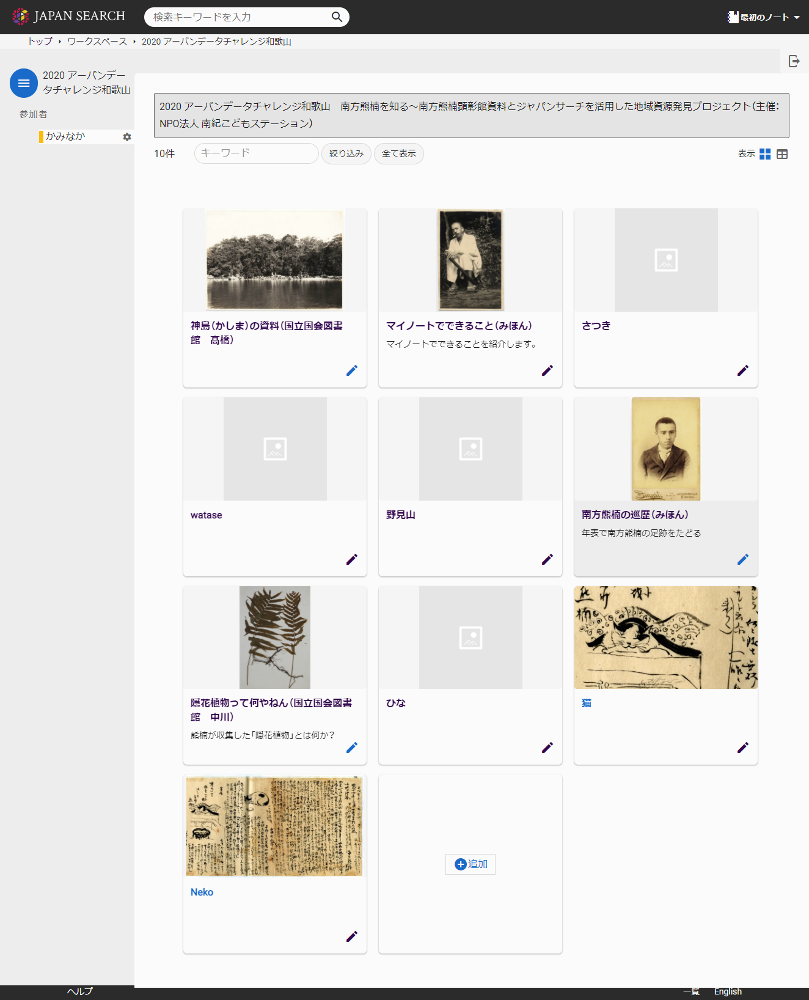 JAPAN SEARCH
検索キーワードを入力
最初のノート
トップ
ワークスペース
2020 アーバンデータチャレンジ和歌山
2020 アーバンデー
タチャレンジ和歌山
参加者
かみなか
2020 アーバンデータチャレンジ和歌山　南方熊楠を知る～南方熊楠顕彰館資料とジャパンサーチを活用した地域資源発見プロジェクト(主催:
NPO法人 南紀こどもステーション)
10件
キーワード
絞り込み
全て表示
表示
神島(かしま)の資料(国立国会図書
館　髙橋)
マイノートでできること(みほん)
マイノートでできることを紹介します。
さつき
watase
野見山
南方熊楠の巡歴(みほん)
年表で南方熊楠の足跡をたどる
隠花植物って何やねん(国立国会図書
館　中川)
熊楠が収集した「隠花植物」とは何か？
ひな
猫
Neko
追加
ヘルプ
一覧
English